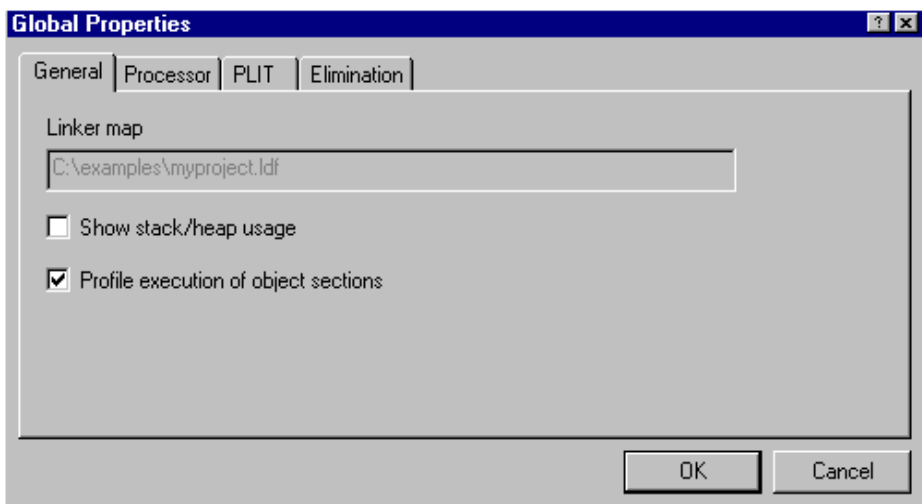 Global Properties
General Processor PLIT Elimination
Linker map
C:\examples\myproject.ldf
Show stack/heap usage
Profile execution of object sections
OK Cancel